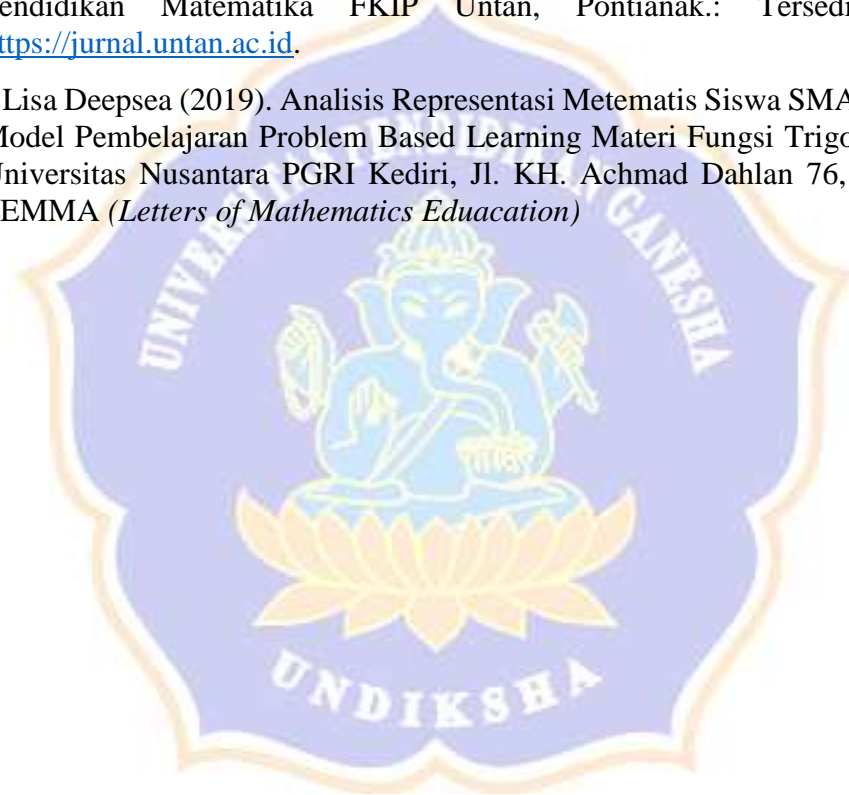 endidikan Matematika FKIP Untan, Pontianak.: Tersedi
ttps://jurnal.untan.ac.id.
Lisa Deepsea (2019). Analisis Representasi Metematis Siswa SMA
Model Pembelajaran Problem Based Learning Materi Fungsi Trigo
Universitas Nusantara PGRI Kediri, Jl. KH. Achmad Dahlan 76,
EMMA (Letters of Mathematics Eduacation)
UNIVERSITAS PENDIDIKAN GANESHA
UNDIKSHA